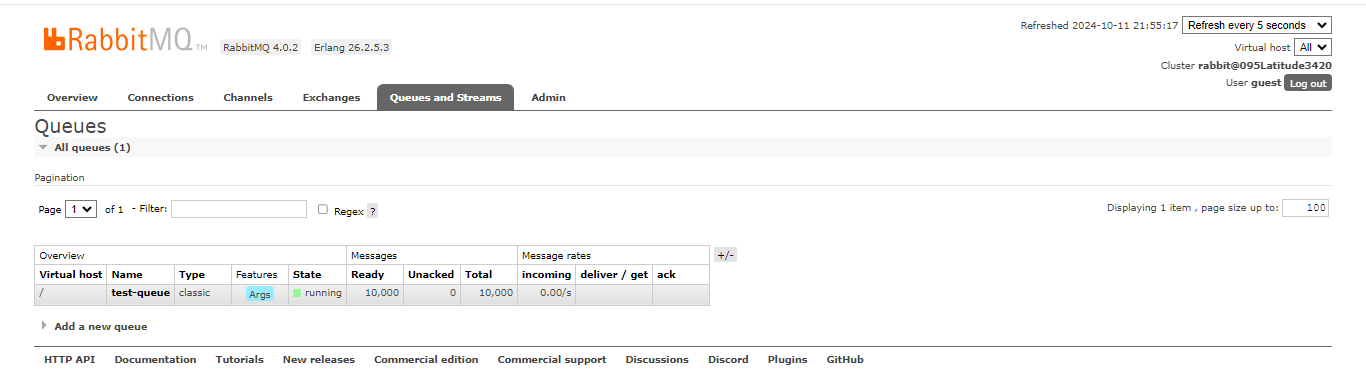 Refreshed 2024-10-11 21:55:17 Refresh every 5 seconds
RabbitMQ TM RabbitMQ 4.0.2 Erlang 26.2.5.3
Virtual host All
Cluster rabbit@095Latitude3420
User guest Log out
Overview Connections Channels Exchanges Queues and Streams Admin
Queues
All queues (1)
Pagination
Page 1 of 1 - Filter: Regex ? Displaying 1 item , page size up to: 100
Overview Messages Message rates +/-
Virtual host Name Type Features State Ready Unacked Total incoming deliver / get ack
/ test-queue classic Args running 10,000 0 10,000 0.00/s
Add a new queue
HTTP API Documentation Tutorials New releases Commercial edition Commercial support Discussions Discord Plugins GitHub